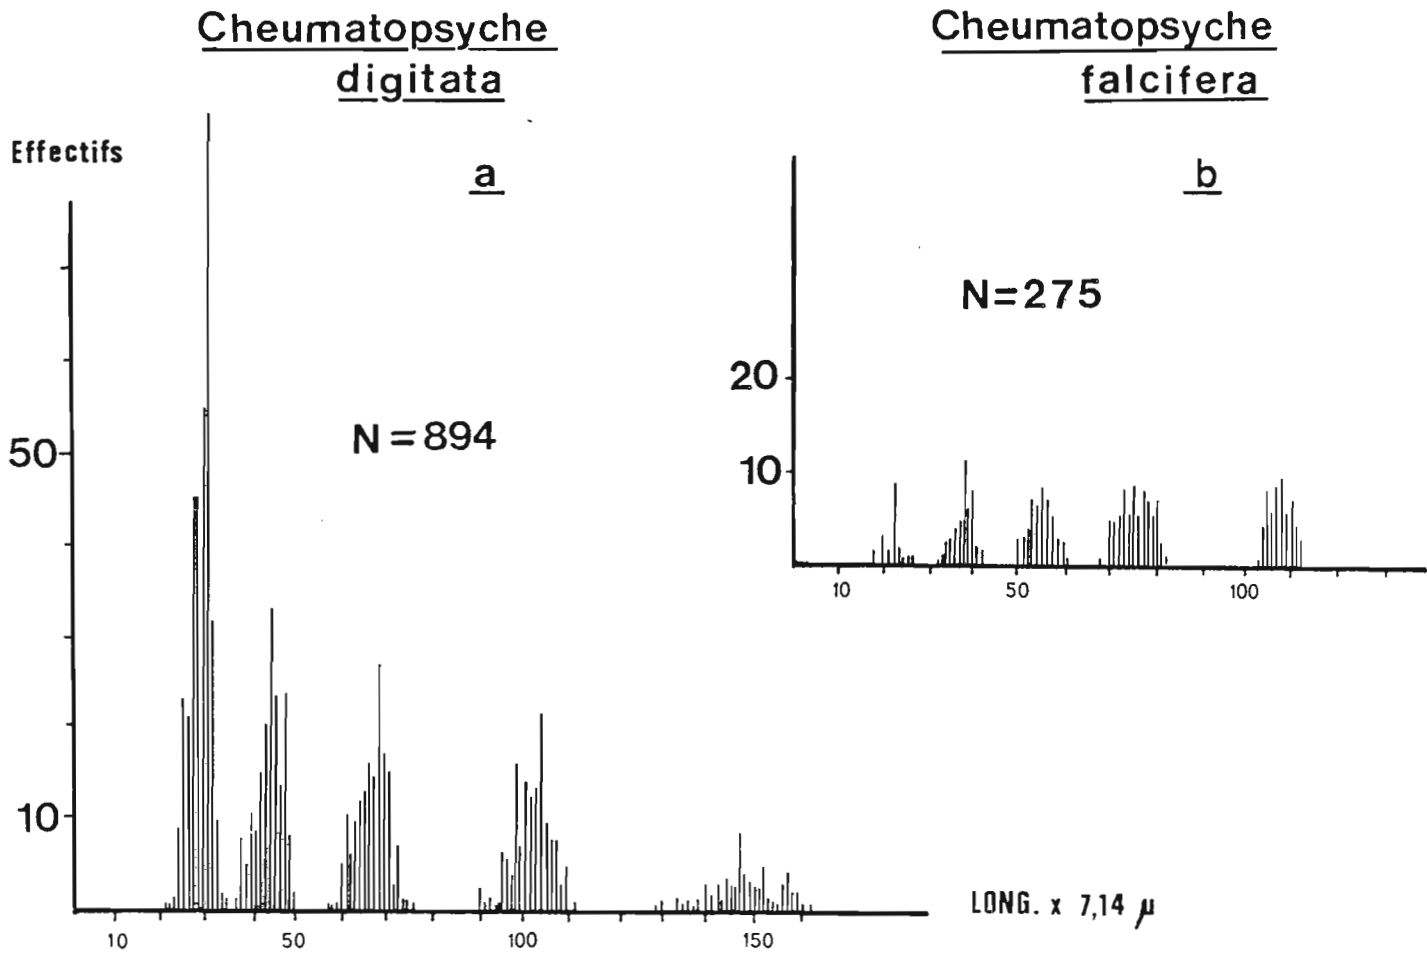 Cheumatopsyche
digitata
Effectifs
a
N = 894
50
10
10 50 100 150
LONG. x 7,14 µ
Cheumatopsyche
falcifera
b
N=275
20
10
10 50 100